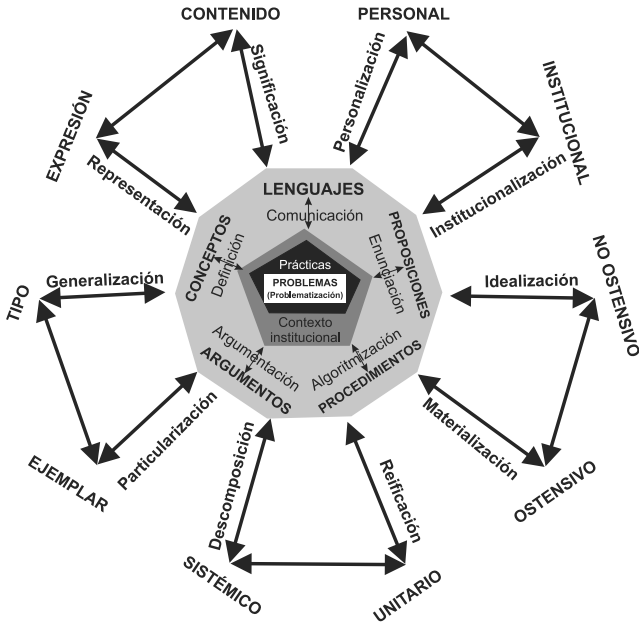 CONTENIDO
PERSONAL
EXPRESIÓN
Significación
Personalización
INSTITUCIONAL
Representación
Institucionalización
LENGUAJES
Comunicación
CONCEPTOS
Definición
PROPOSICIONES
Enunciación
Prácticas
PROBLEMAS
(Problematización)
Contexto
institucional
TIPO
Generalización
Idealización
NO OSTENSIVO
Argumentación
ARGUMENTOS
Algoritmización
PROCEDIMIENTOS
EJEMPLAR
Particularización
Materialización
OSTENSIVO
Descomposición
Reificación
SISTÉMICO
UNITARIO